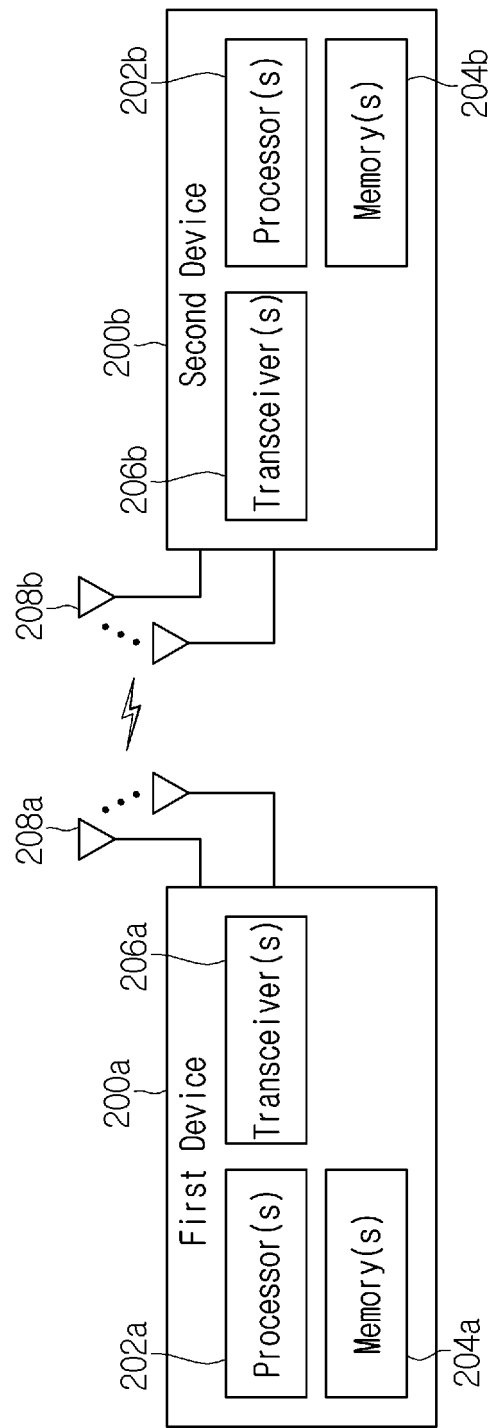 200a
First Device
202a
Processor(s)
206a
Transceiver(s)
Memory(s)
204a
208a
208b
200b
Second Device
206b
Transceiver(s)
202b
Processor(s)
Memory(s)
204b